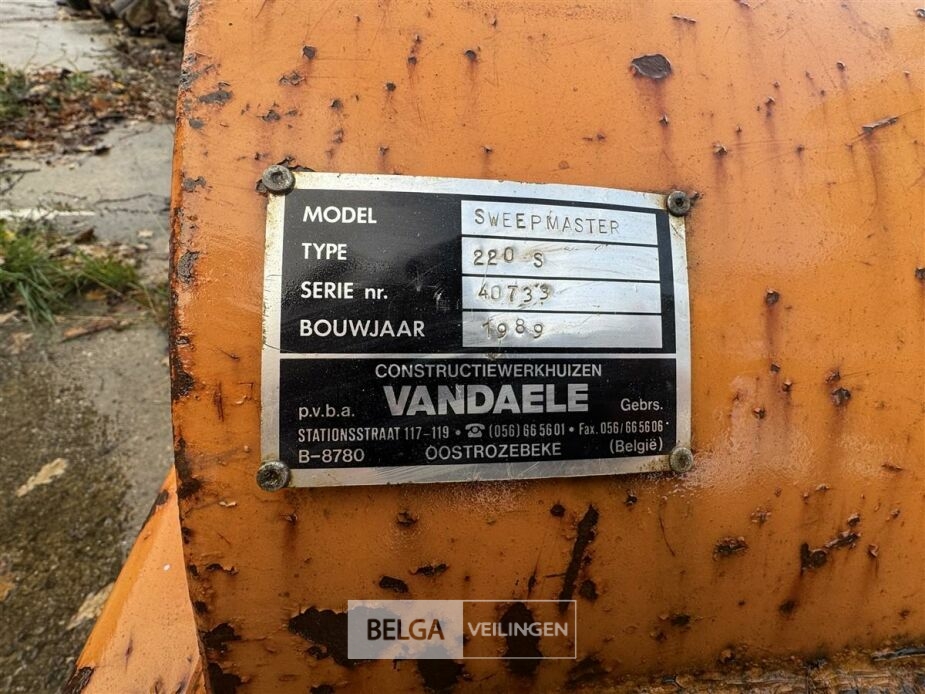 MODEL SWEEPMASTER
TYPE 220 S
SERIE nr. 40733
BOUWJAAR 1989
CONSTRUCTIEWERKHUIZEN
p.v.b.a. VANDAELE Gebrs.
STATIONSSTRAAT 117-119 • ☎ (056) 66 56 01 • Fax. 056/66 56 06
B-8780 OOSTROZEBEKE (België)
BELGA VEILINGEN